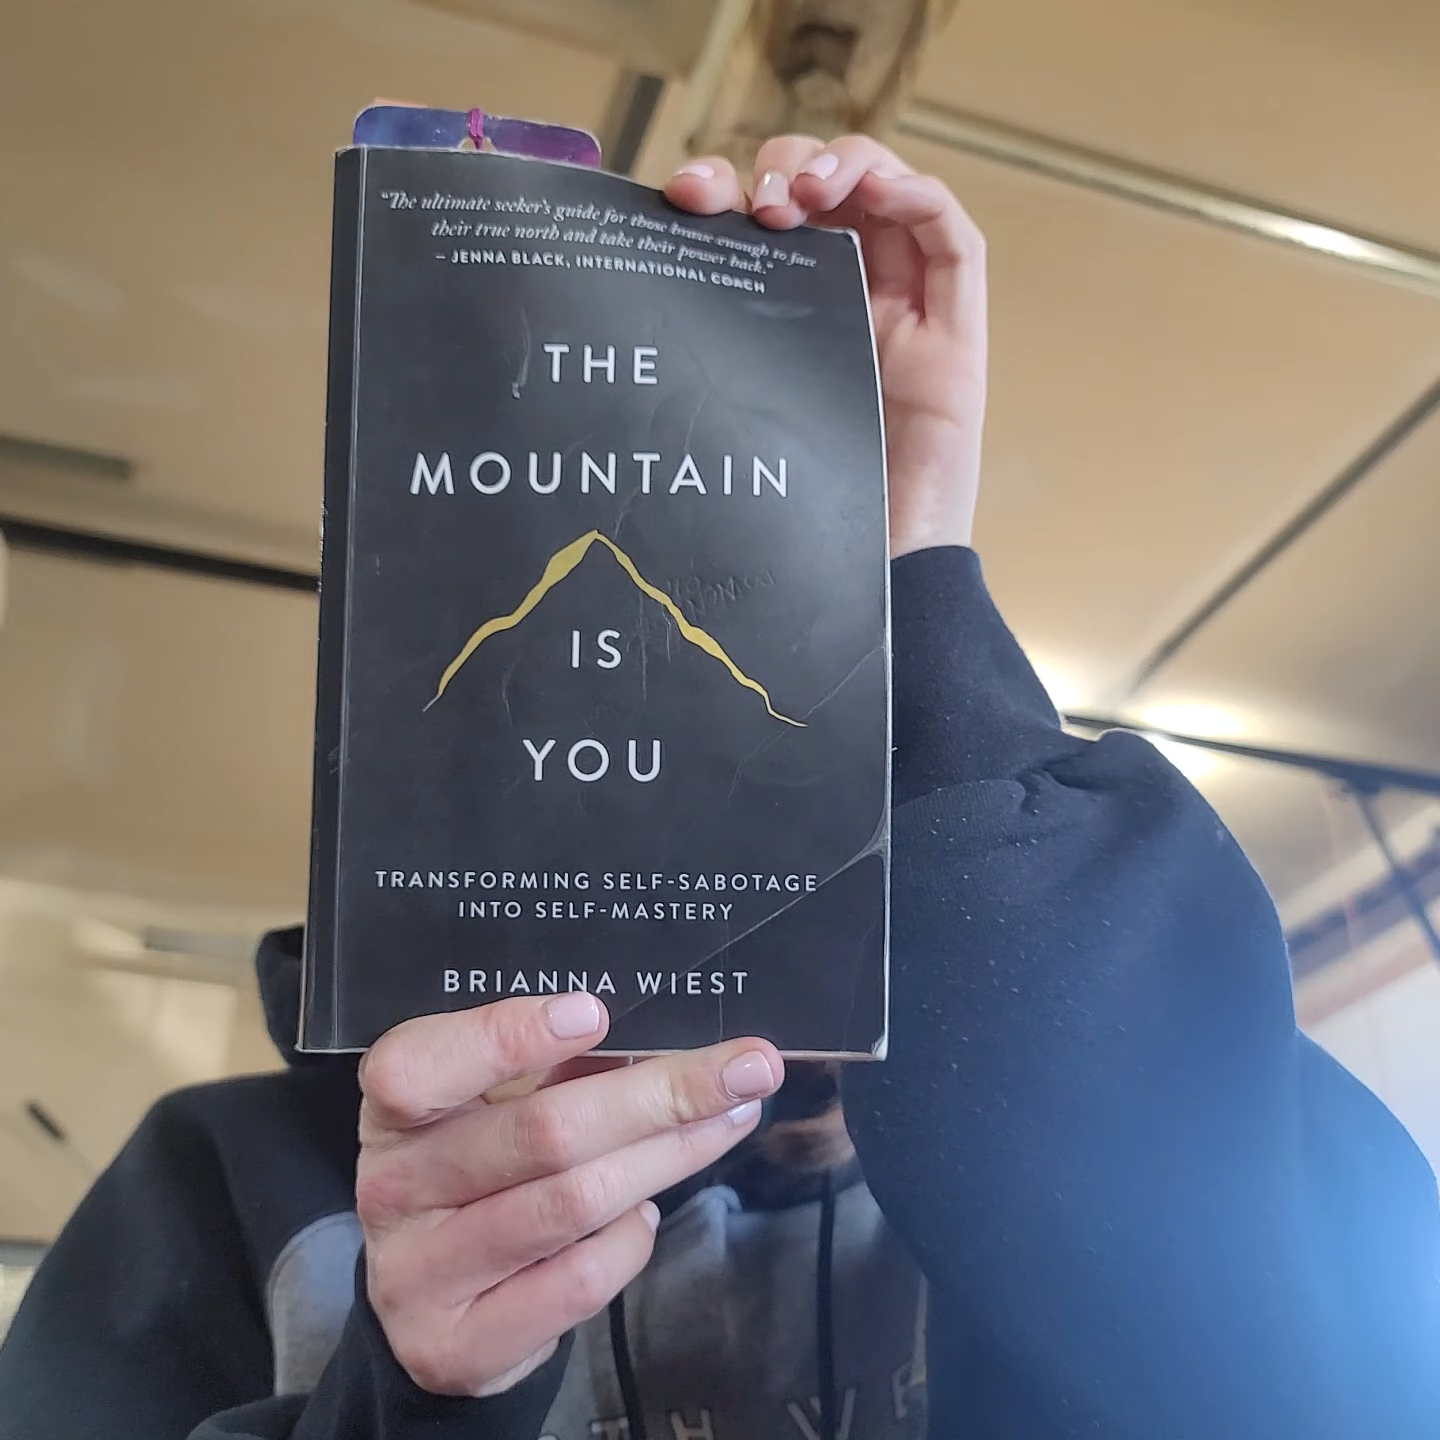 “The ultimate seeker's guide for those brave enough to face
their true north and take their power back.”
– JENNA BLACK, INTERNATIONAL COACH
THE
MOUNTAIN
IS
YOU
TRANSFORMING SELF-SABOTAGE
INTO SELF-MASTERY
BRIANNA WIEST